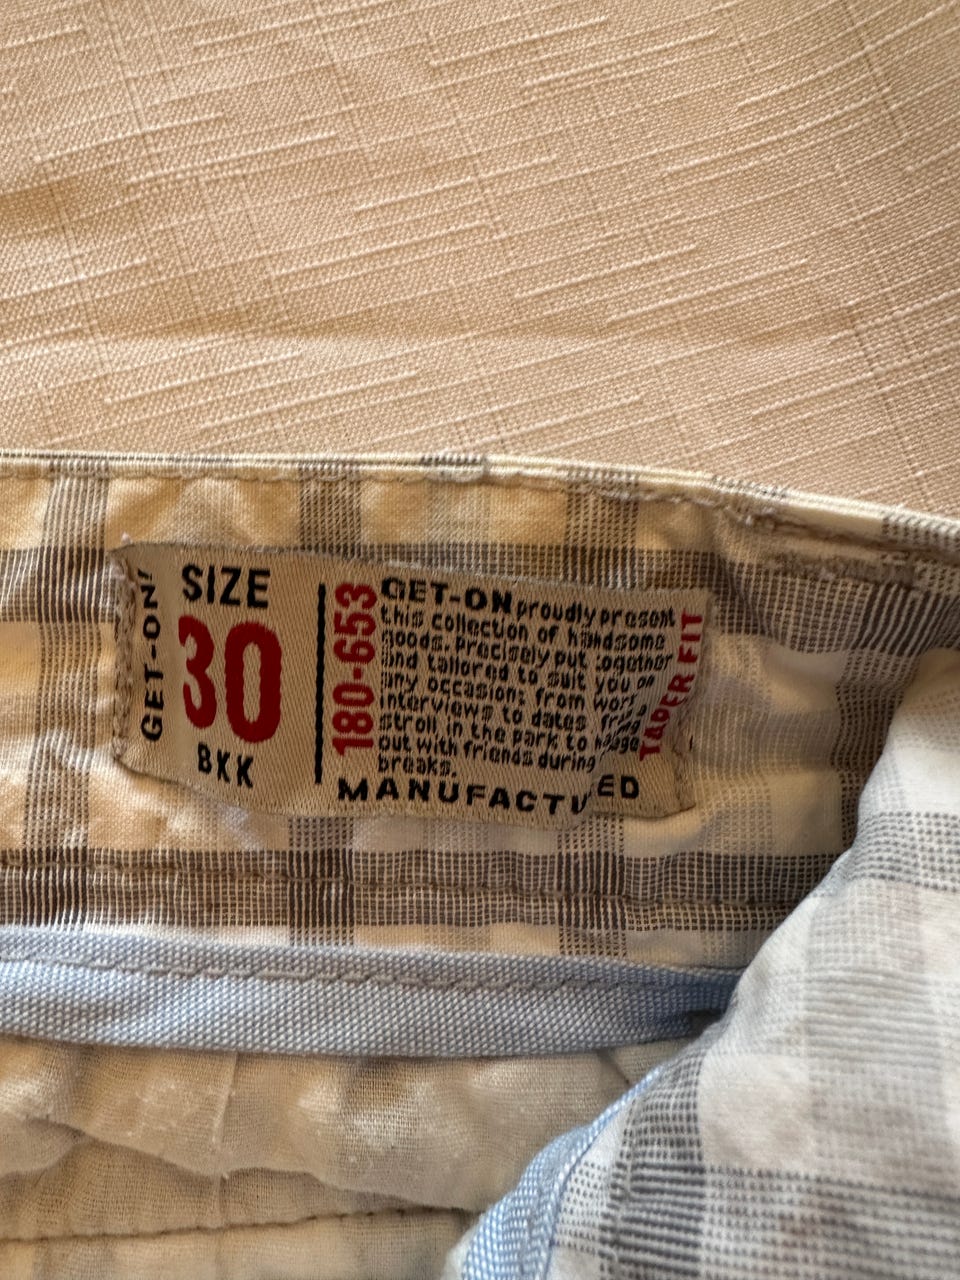 GET-ON!
SIZE
30
BKK
180-653
GET-ON proudly present
this collection of handsome
goods. Precisely put together
and tailored to suit you on
any occasion; from
interviews to dates
stroll in the park to
out with friends during
breaks.
TAPER FIT
MANUFACTURED